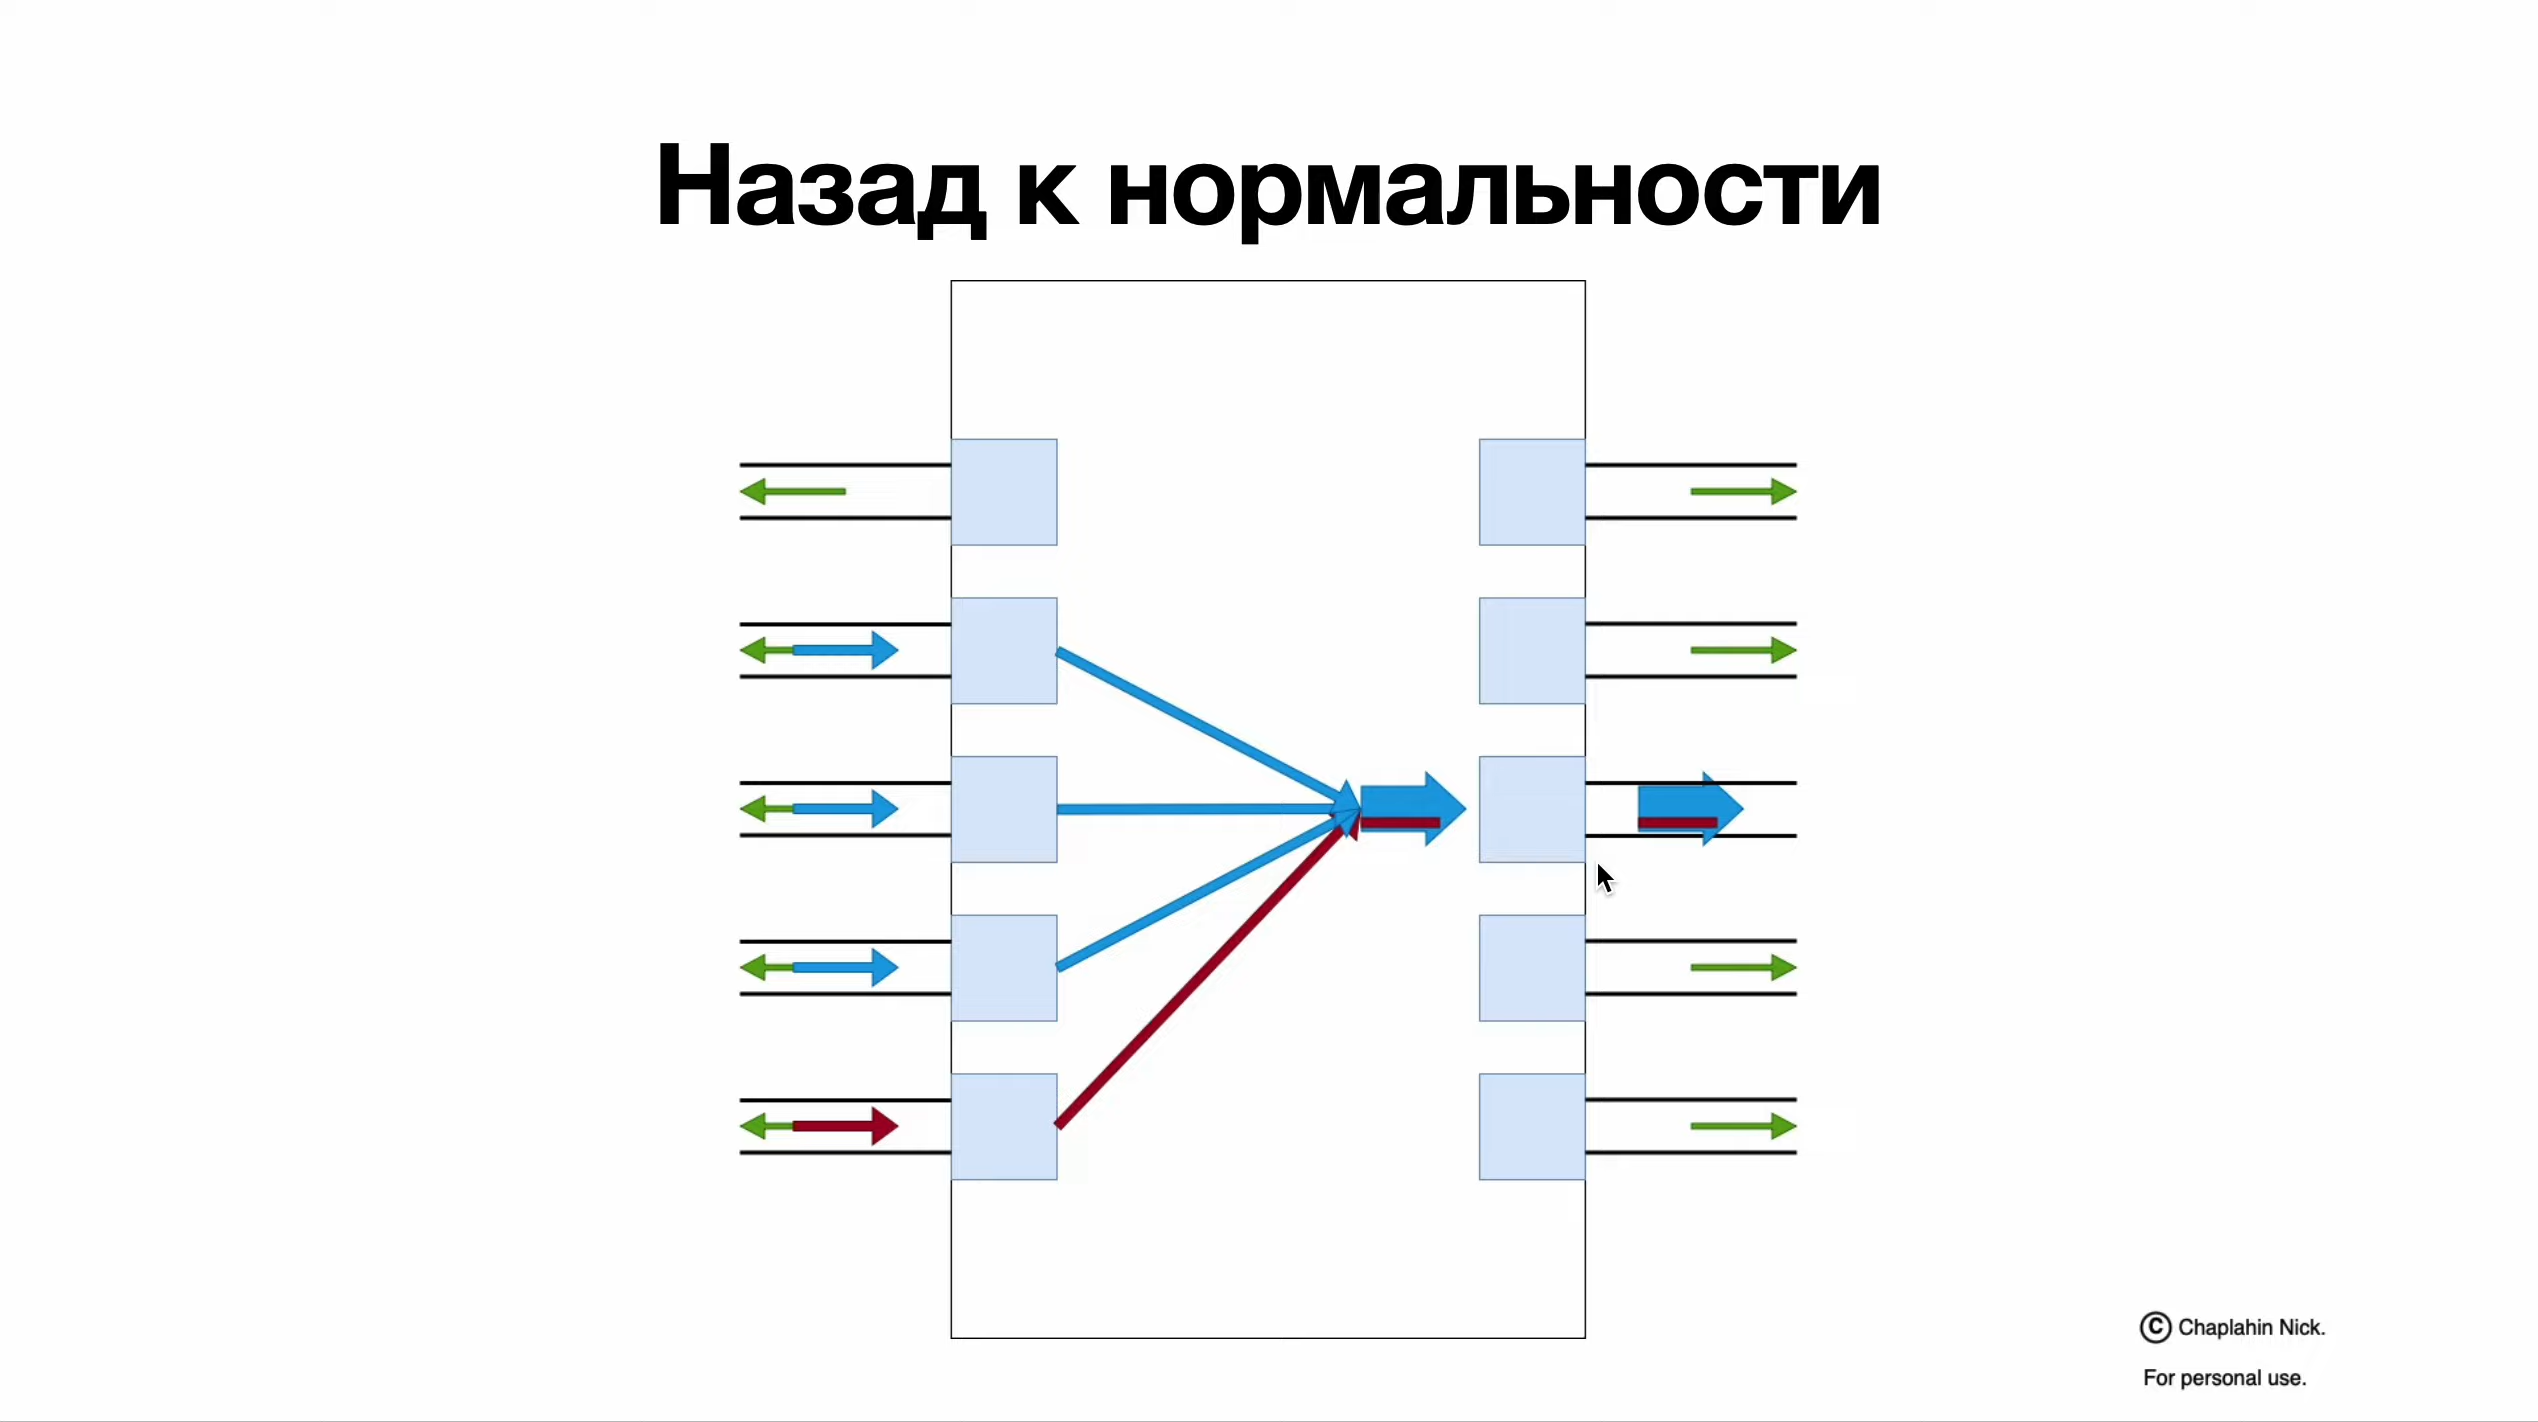 Назад к нормальности
© Chaplahin Nick.
For personal use.